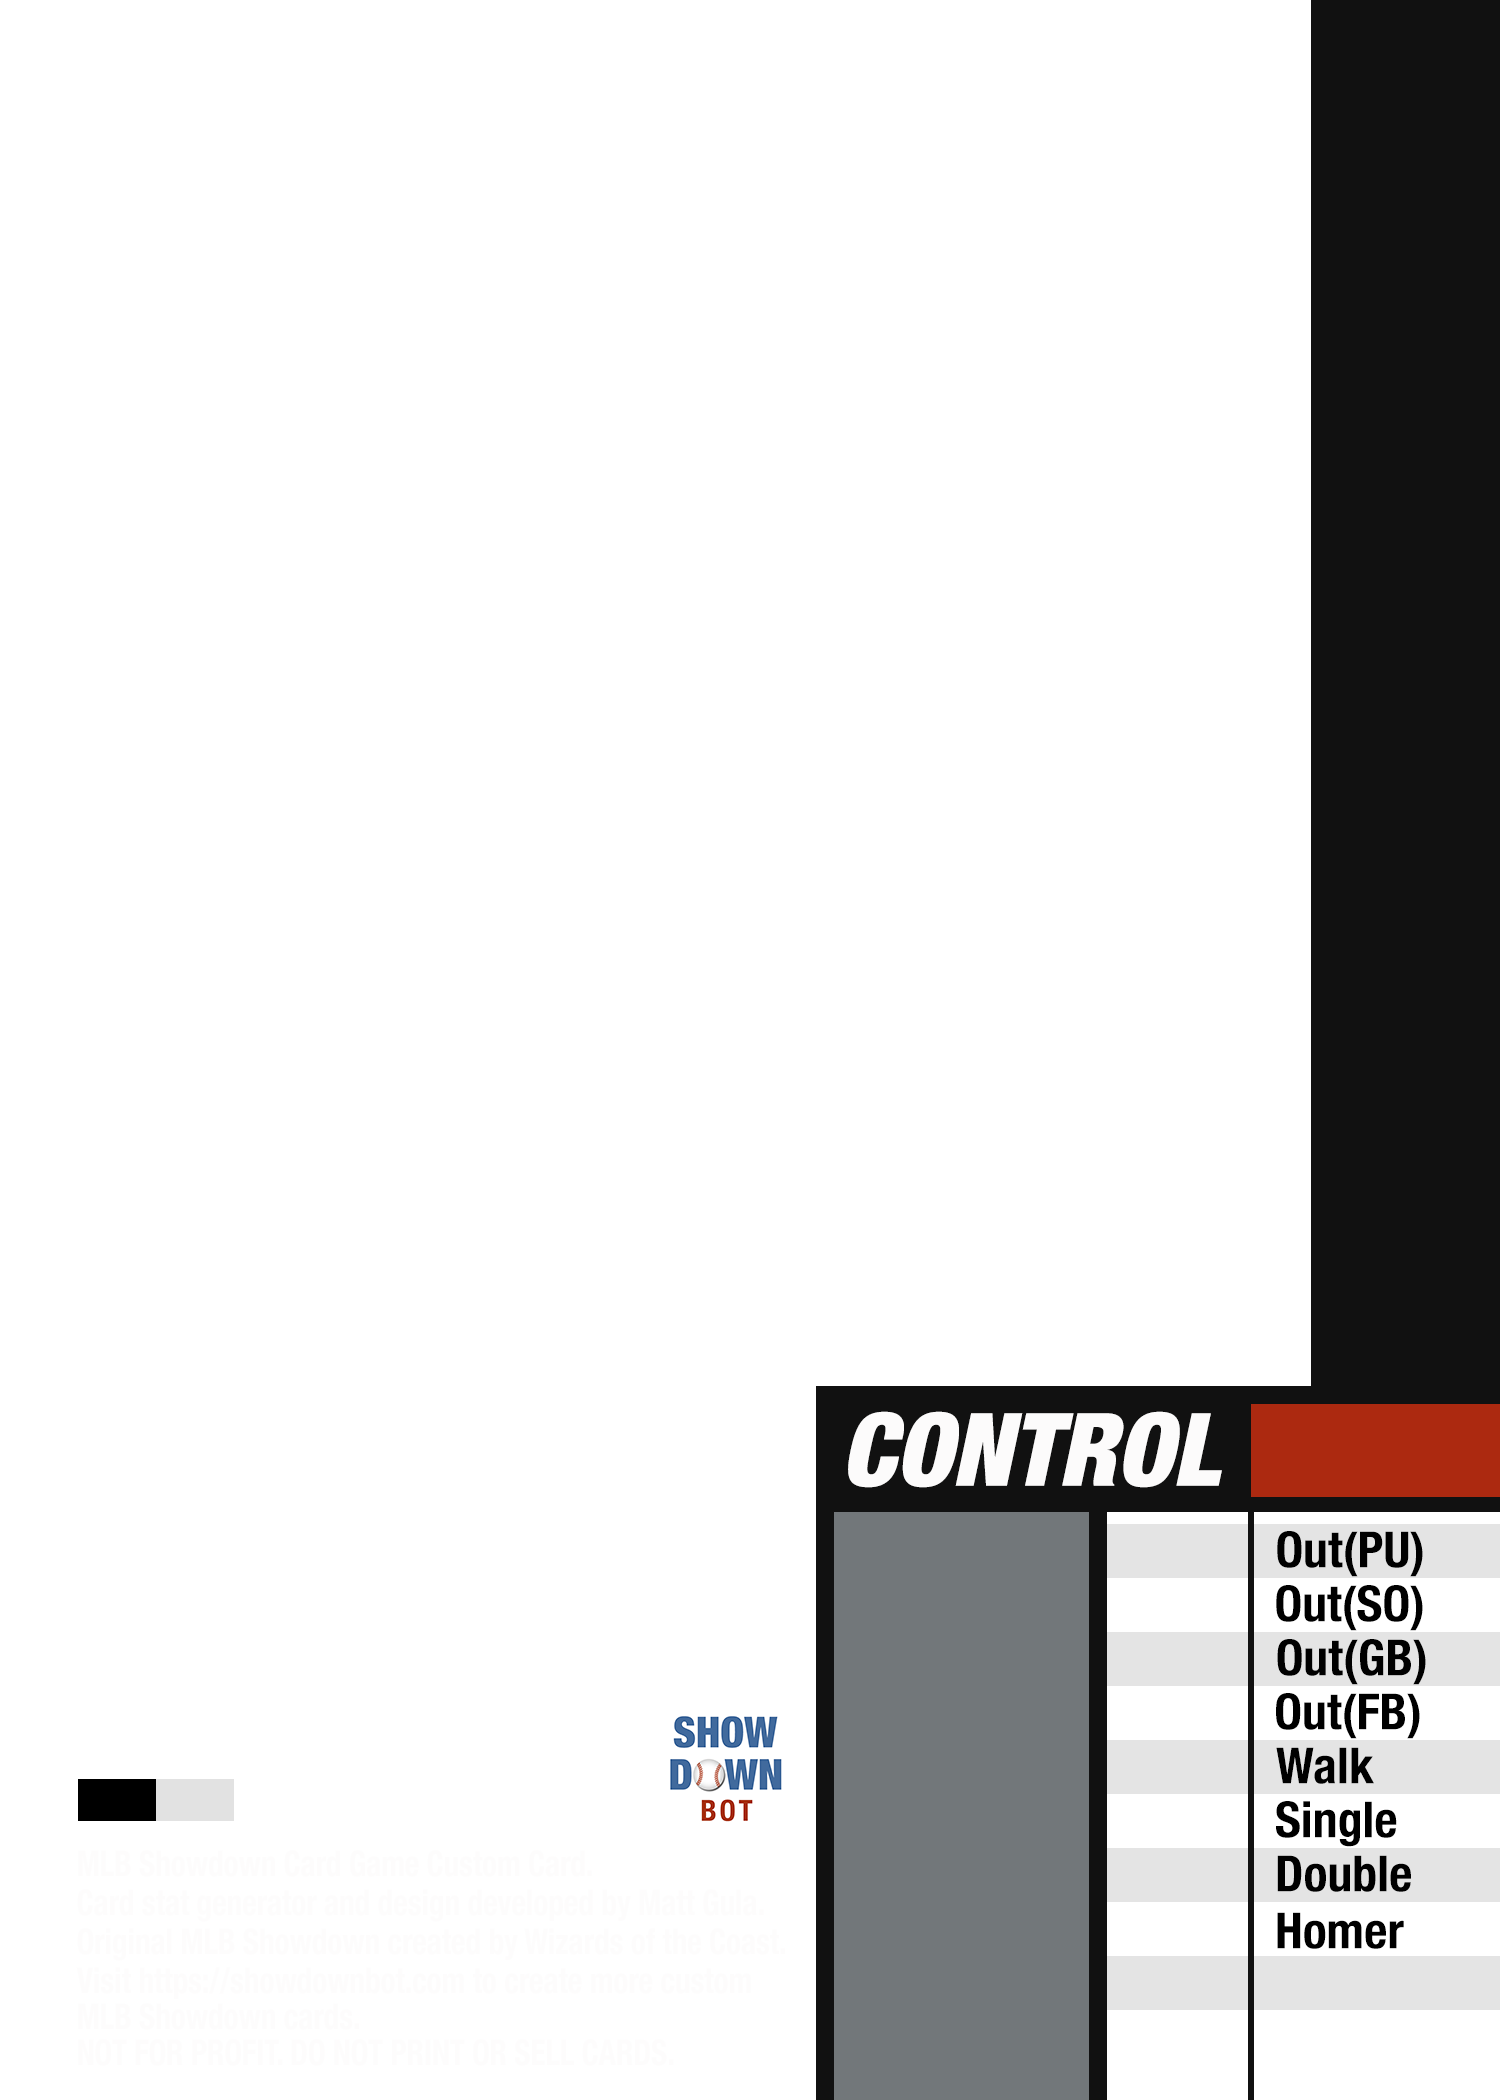 CONTROL
Out(PU)
Out(SO)
Out(GB)
Out(FB)
Walk
Single
Double
Homer
SHOW
DOWN
BOT
MLB Showdown Card Game Custom Card.
Card stat generator and design developed by Matt Gula.
Original MLB Showdown created by Wizards of the Coast.
Visit https://showdownbot.com to create more custom
MLB Showdown cards.
NOT FOR PROFIT. DO NOT PRINT OR SELL CARDS.